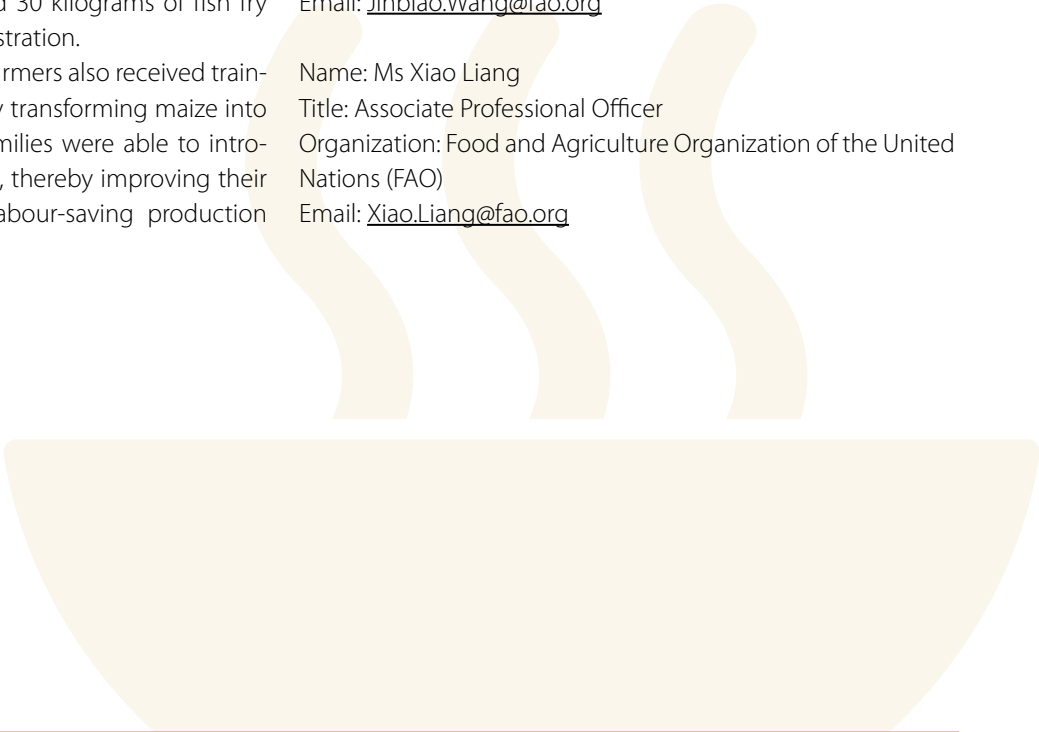 d 30 kilograms of fish fry
stration.
rmers also received train-
y transforming maize into
milies were able to intro-
, thereby improving their
abour-saving production
Email: Jinbiao.Wang@fao.org
Name: Ms Xiao Liang
Title: Associate Professional Officer
Organization: Food and Agriculture Organization of the United
Nations (FAO)
Email: Xiao.Liang@fao.org